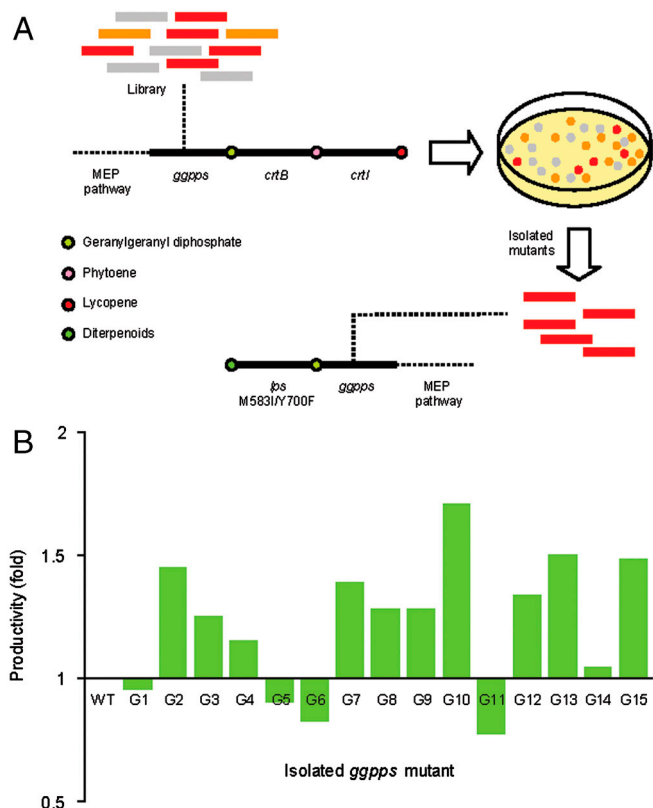 A
Library
MEP
pathway
ggpps
crtB
crtI
Isolated
mutants
Geranylgeranyl diphosphate
Phytoene
Lycopene
Diterpenoids
lps
M583I/Y700F
ggpps
MEP
pathway
B
Productivity (fold)
2
1.5
1
0.5
WT G1 G2 G3 G4 G5 G6 G7 G8 G9 G10 G11 G12 G13 G14 G15
Isolated ggpps mutant